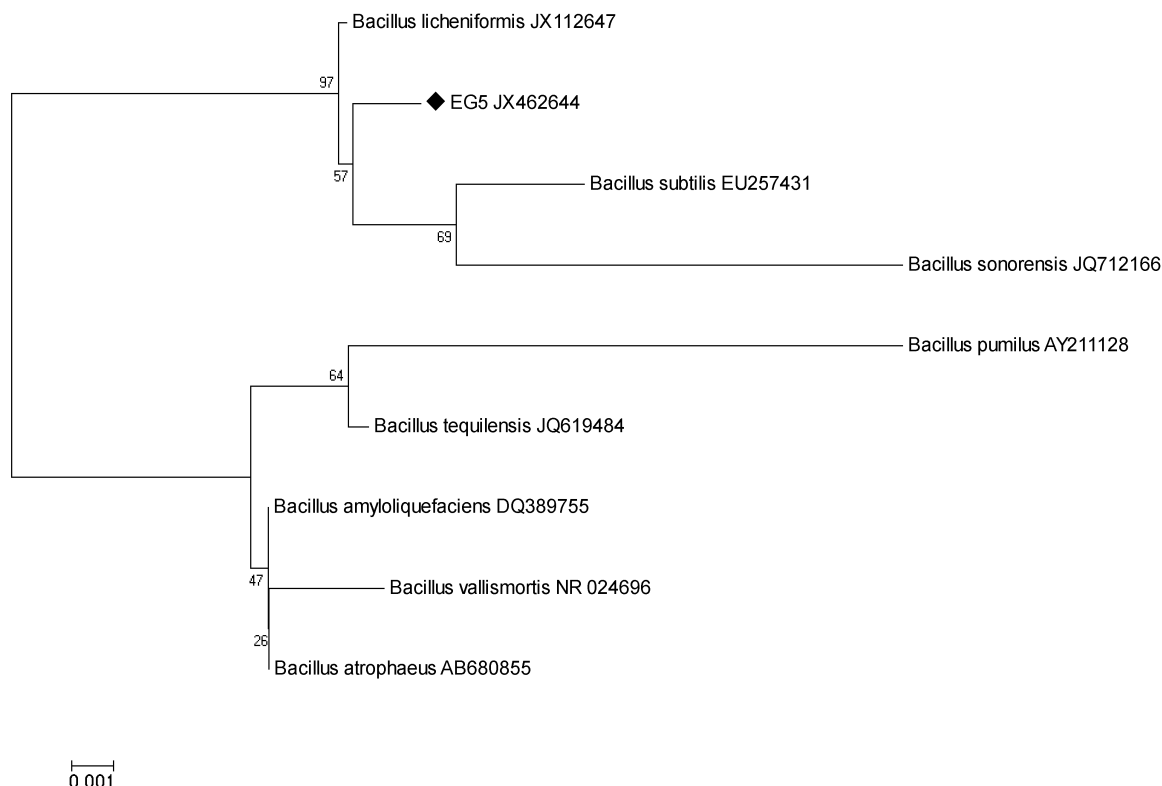 Bacillus licheniformis JX112647
97
EG5 JX462644
57
Bacillus subtilis EU257431
69
Bacillus sonorensis JQ712166
Bacillus pumilus AY211128
64
Bacillus tequilensis JQ619484
Bacillus amyloliquefaciens DQ389755
47
Bacillus vallismortis NR 024696
26
Bacillus atrophaeus AB680855
0.001